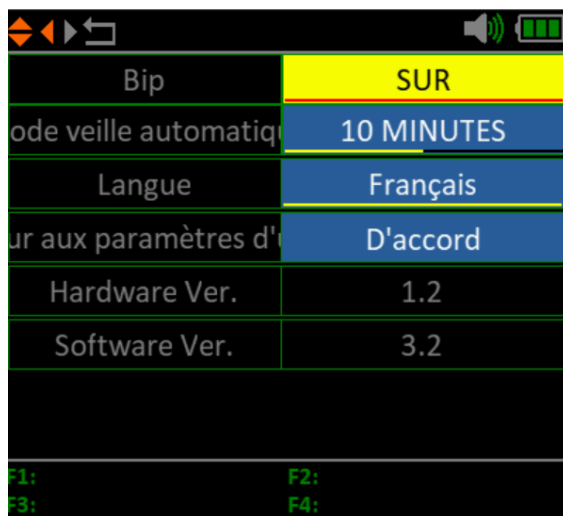 Bip SUR
ode veille automatiq 10 MINUTES
Langue Français
ur aux paramètres d' D'accord
Hardware Ver. 1.2
Software Ver. 3.2
F1: F2:
F3: F4: